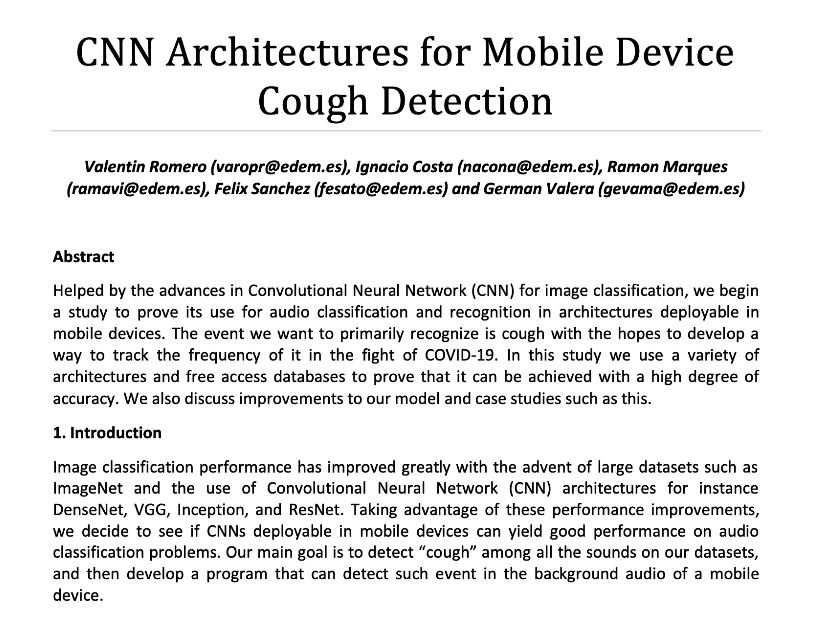 CNN Architectures for Mobile Device
Cough Detection
Valentin Romero (varopr@edem.es), Ignacio Costa (nacona@edem.es), Ramon Marques
(ramavi@edem.es), Felix Sanchez (fesato@edem.es) and German Valera (gevama@edem.es)
Abstract
Helped by the advances in Convolutional Neural Network (CNN) for image classification, we begin
a study to prove its use for audio classification and recognition in architectures deployable in
mobile devices. The event we want to primarily recognize is cough with the hopes to develop a
way to track the frequency of it in the fight of COVID-19. In this study we use a variety of
architectures and free access databases to prove that it can be achieved with a high degree of
accuracy. We also discuss improvements to our model and case studies such as this.
1. Introduction
Image classification performance has improved greatly with the advent of large datasets such as
ImageNet and the use of Convolutional Neural Network (CNN) architectures for instance
DenseNet, VGG, Inception, and ResNet. Taking advantage of these performance improvements,
we decide to see if CNNs deployable in mobile devices can yield good performance on audio
classification problems. Our main goal is to detect “cough” among all the sounds on our datasets,
and then develop a program that can detect such event in the background audio of a mobile
device.